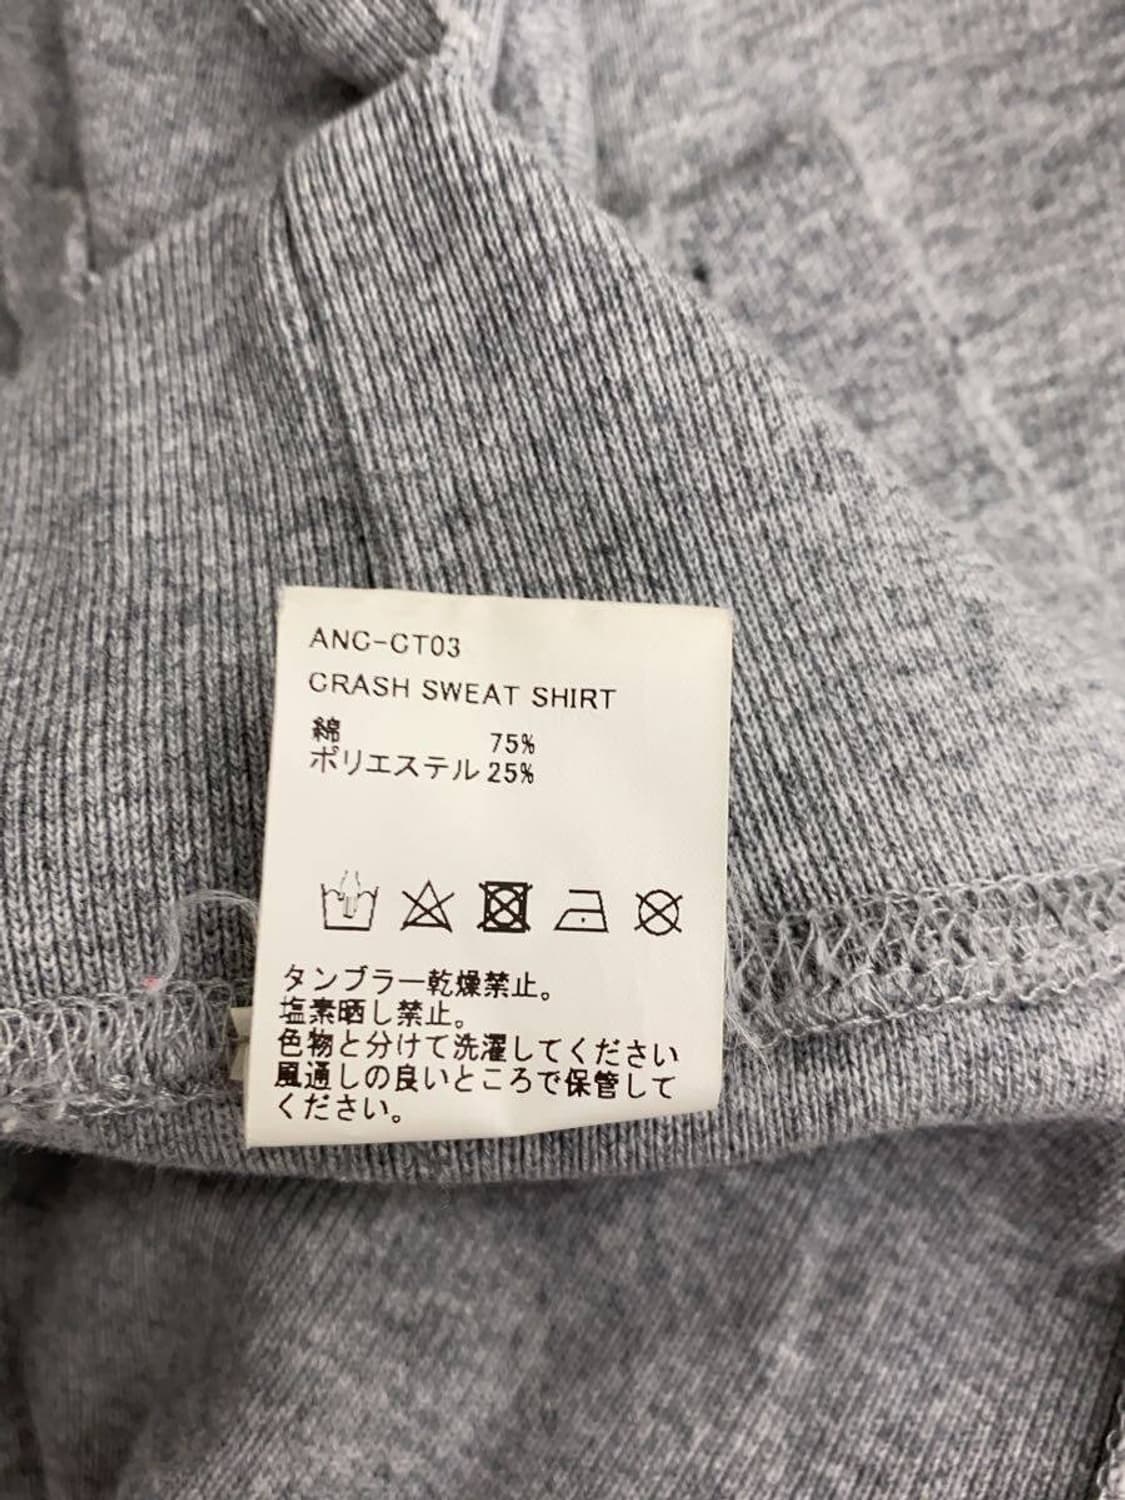 ANC-CT03
CRASH SWEAT SHIRT
綿 75%
ポリエステル 25%
タンブラー乾燥禁止。
塩素晒し禁止。
色物と分けて洗濯してください
風通しの良いところで保管して
ください。